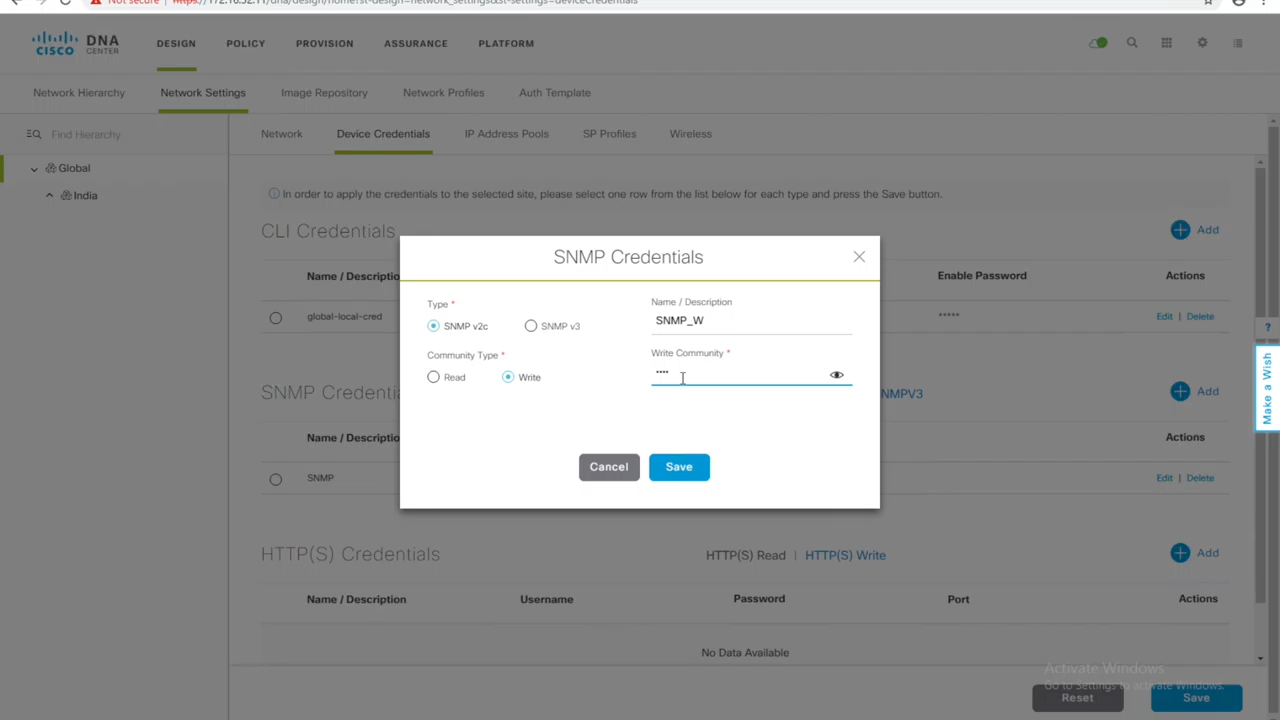 Not secure | https://172.16.52.11/dna/design/home?st-design=network_settings&st-settings=deviceCredentials
CISCO DNA CENTER DESIGN POLICY PROVISION ASSURANCE PLATFORM
Network Hierarchy Network Settings Image Repository Network Profiles Auth Template
Find Hierarchy Network Device Credentials IP Address Pools SP Profiles Wireless
Global
India
In order to apply the credentials to the selected site, please select one row from the list below for each type and press the Save button.
CLI Credentials Add
Name / Description Enable Password Actions
global-local-cred ***** Edit | Delete
SNMP Credentials
Type *
SNMP v2c SNMP v3
Name / Description
SNMP_W
Community Type *
Read Write
Write Community *
••••
Cancel Save
SNMP Credentia NMPV3 Add
Name / Descriptio Actions
SNMP Edit | Delete
HTTP(S) Credentials HTTP(S) Read | HTTP(S) Write Add
Name / Description Username Password Port Actions
No Data Available
? 
Make a Wish
Activate Windows
Go to Settings to activate Windows.
Reset Save